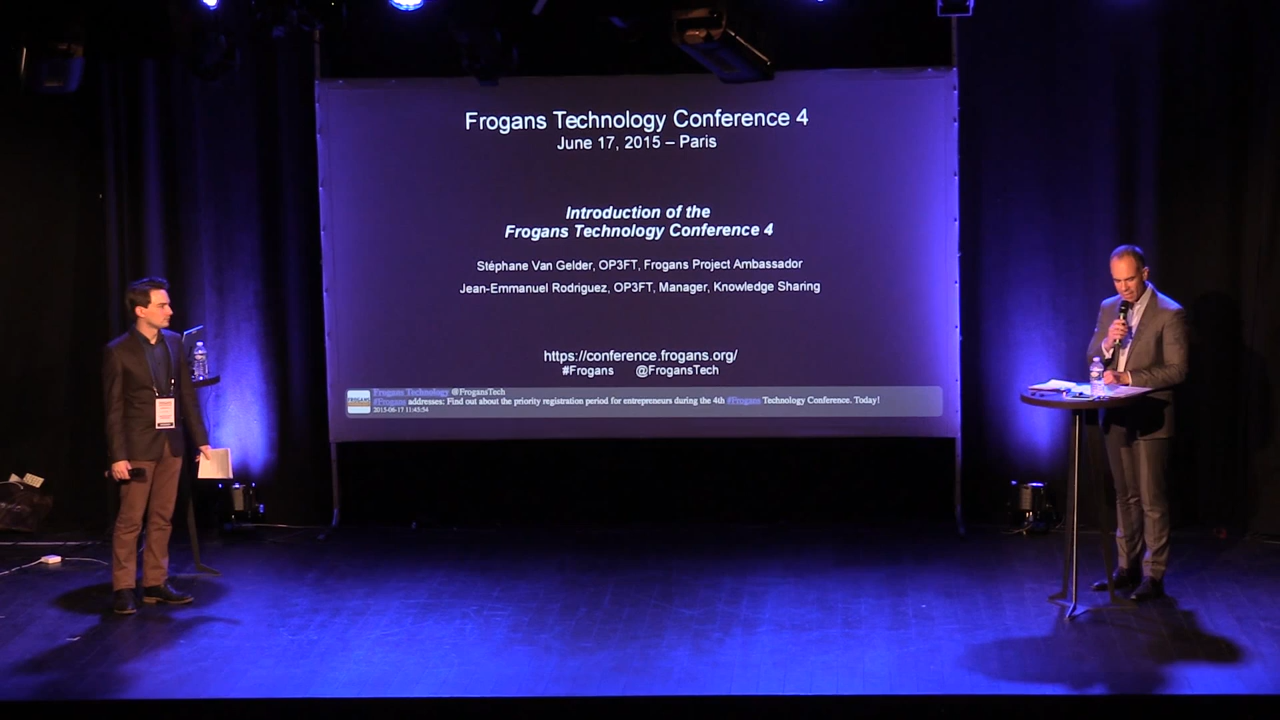 Frogans Technology Conference 4
June 17, 2015 – Paris
Introduction of the
Frogans Technology Conference 4
Stéphane Van Gelder, OP3FT, Frogans Project Ambassador
Jean-Emmanuel Rodriguez, OP3FT, Manager, Knowledge Sharing
https://conference.frogans.org/
#Frogans @FrogansTech
Frogans Technology @FrogansTech
#Frogans addresses: Find out about the priority registration period for entrepreneurs during the 4th #Frogans Technology Conference. Today!
2015-06-17 11:43:54
FROGANS